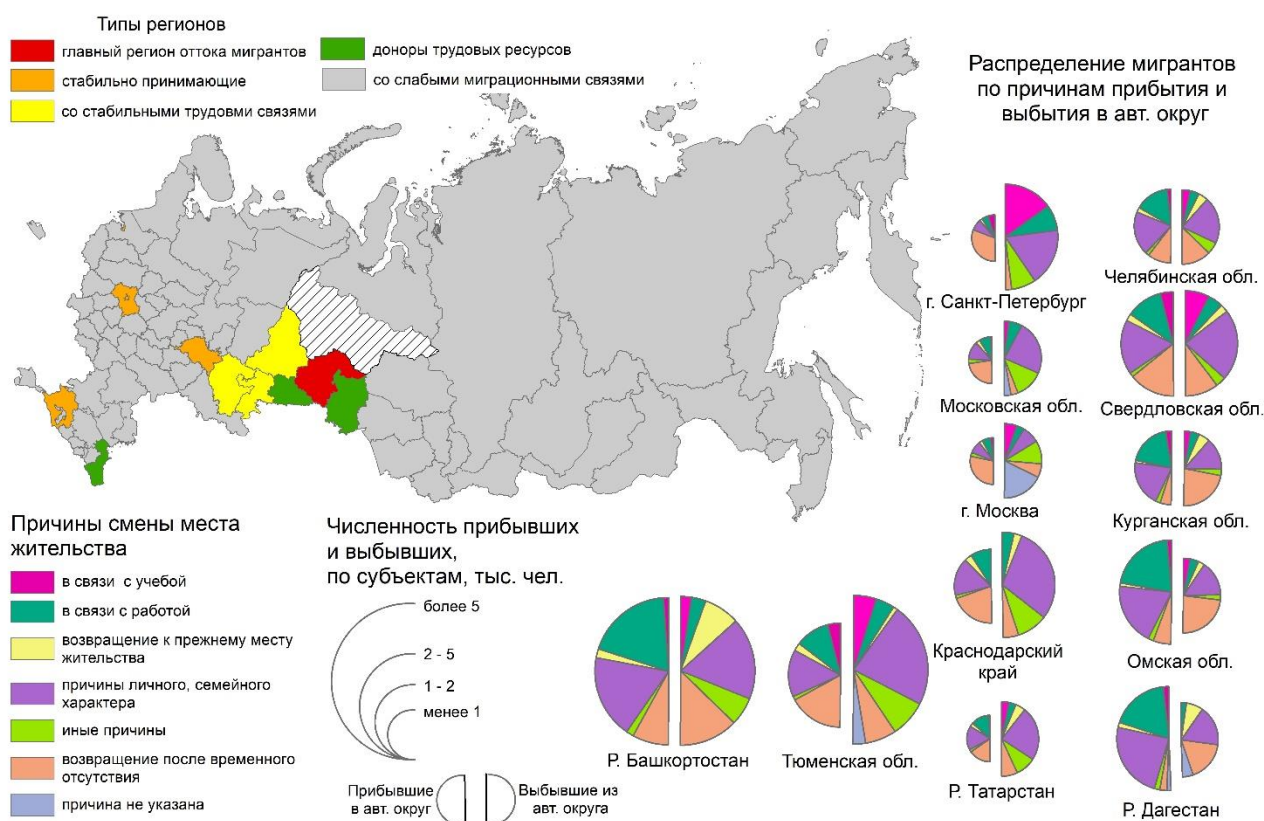 Типы регионов
главный регион оттока мигрантов
стабильно принимающие
со стабильными трудовми связями
доноры трудовых ресурсов
со слабыми миграционными связями
Распределение мигрантов
по причинам прибытия и
выбытия в авт. округ
г. Санкт-Петербург
Челябинская обл.
Московская обл.
Свердловская обл.
г. Москва
Курганская обл.
Краснодарский
край
Омская обл.
Р. Татарстан
Р. Дагестан
Р. Башкортостан
Тюменская обл.
Причины смены места
жительства
в связи с учебой
в связи с работой
возвращение к прежнему месту
жительства
причины личного, семейного
характера
иные причины
возвращение после временного
отсутствия
причина не указана
Численность прибывших
и выбывших,
по субъектам, тыс. чел.
более 5
2 - 5
1 - 2
менее 1
Прибывшие
в авт. округ
Выбывшие из
авт. округа